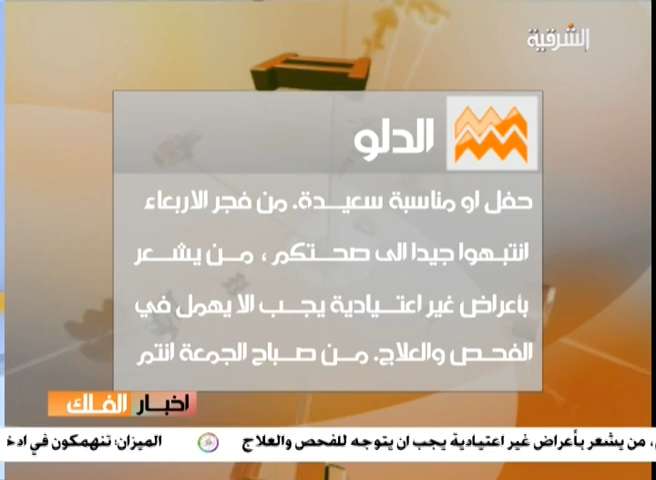 الشرقية
الدلو
حفل او مناسبة سعيدة. من فجر الاربعاء
انتبهوا جيدا الى صحتكم ، من يشعر
بأعراض غير اعتيادية يجب الا يهمل في
الفحص والعلاج. من صباح الجمعة انتم
اخبار الفلك
، من يشعر بأعراض غير اعتيادية يجب ان يتوجه للفحص والعلاج الميزان: تنهمكون في